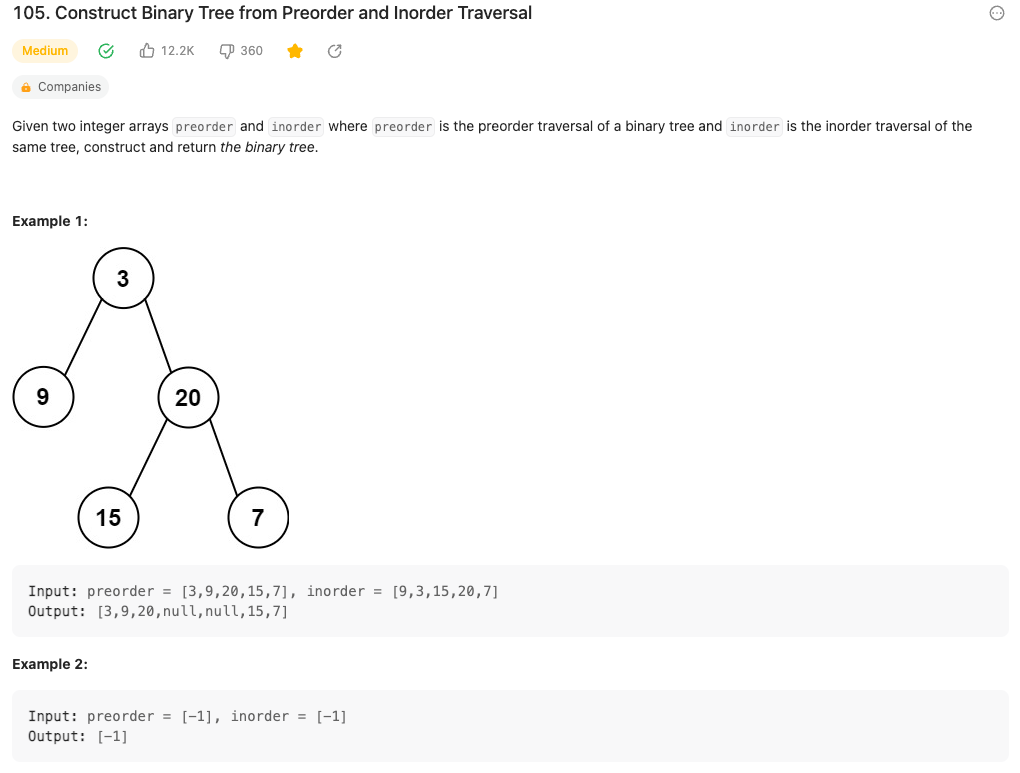 105. Construct Binary Tree from Preorder and Inorder Traversal
Medium 12.2K 360
Companies
Given two integer arrays preorder and inorder where preorder is the preorder traversal of a binary tree and inorder is the inorder traversal of the
same tree, construct and return the binary tree.
Example 1:
3
9 20
15 7
Input: preorder = [3,9,20,15,7], inorder = [9,3,15,20,7]
Output: [3,9,20,null,null,15,7]
Example 2:
Input: preorder = [-1], inorder = [-1]
Output: [-1]